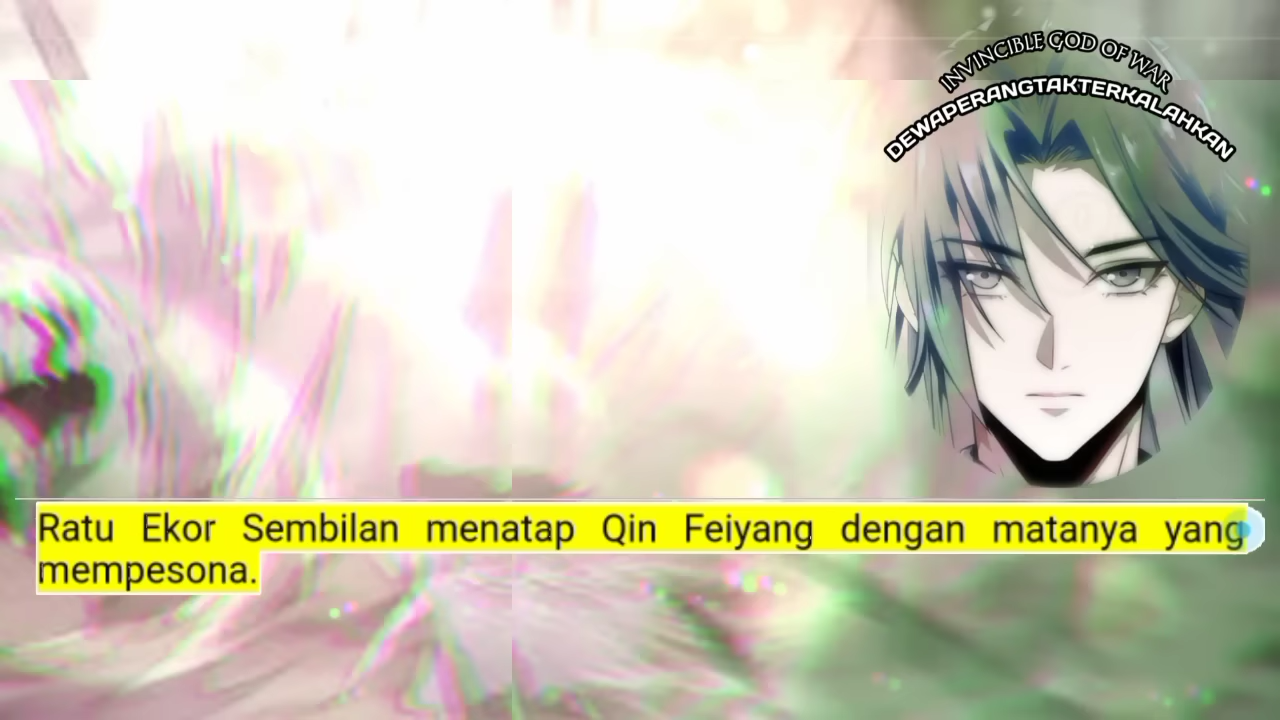 INVINCIBLE GOD OF WAR
DEWAPERANGTAKTERKALAHKAN
Ratu Ekor Sembilan menatap Qin Feiyang dengan matanya yang
mempesona.